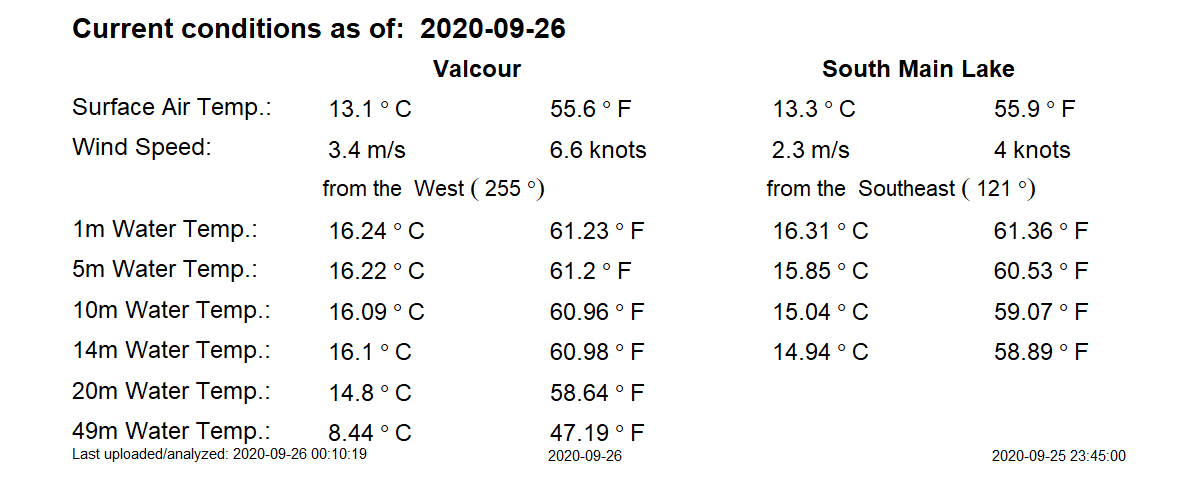 Current conditions as of: 2020-09-26
Valcour South Main Lake
Surface Air Temp.: 13.1 ° C 55.6 ° F 13.3 ° C 55.9 ° F
Wind Speed: 3.4 m/s 6.6 knots 2.3 m/s 4 knots
from the West ( 255 °) from the Southeast ( 121 °)
1m Water Temp.: 16.24 ° C 61.23 ° F 16.31 ° C 61.36 ° F
5m Water Temp.: 16.22 ° C 61.2 ° F 15.85 ° C 60.53 ° F
10m Water Temp.: 16.09 ° C 60.96 ° F 15.04 ° C 59.07 ° F
14m Water Temp.: 16.1 ° C 60.98 ° F 14.94 ° C 58.89 ° F
20m Water Temp.: 14.8 ° C 58.64 ° F
49m Water Temp.: 8.44 ° C 47.19 ° F
Last uploaded/analyzed: 2020-09-26 00:10:19 2020-09-26 2020-09-25 23:45:00